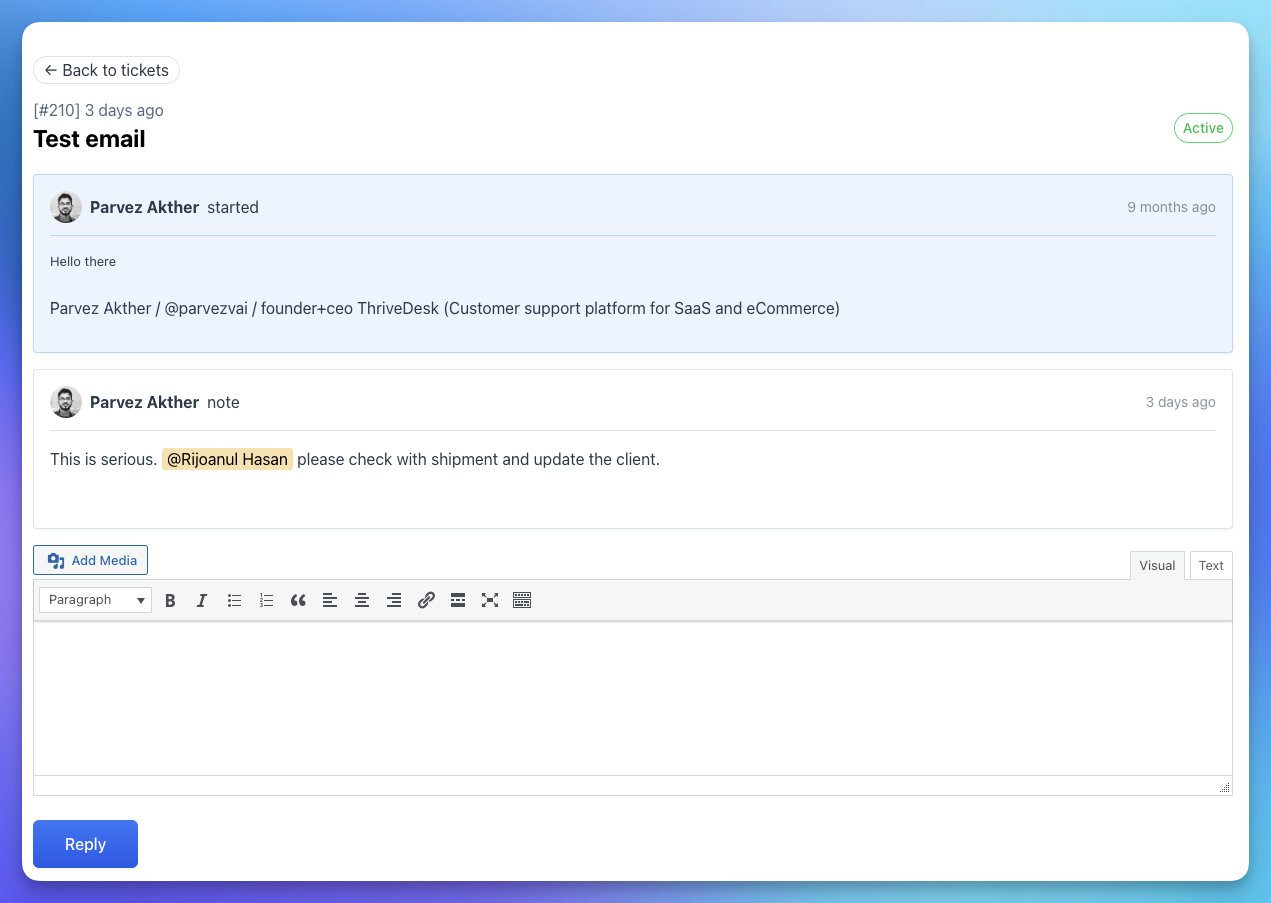 ← Back to tickets
[#210] 3 days ago
Test email
Active
Parvez Akther started
9 months ago
Hello there
Parvez Akther / @parvezvai / founder+ceo ThriveDesk (Customer support platform for SaaS and eCommerce)
Parvez Akther note
3 days ago
This is serious. @Rijoanul Hasan please check with shipment and update the client.
Add Media
Visual
Text
Paragraph
Reply